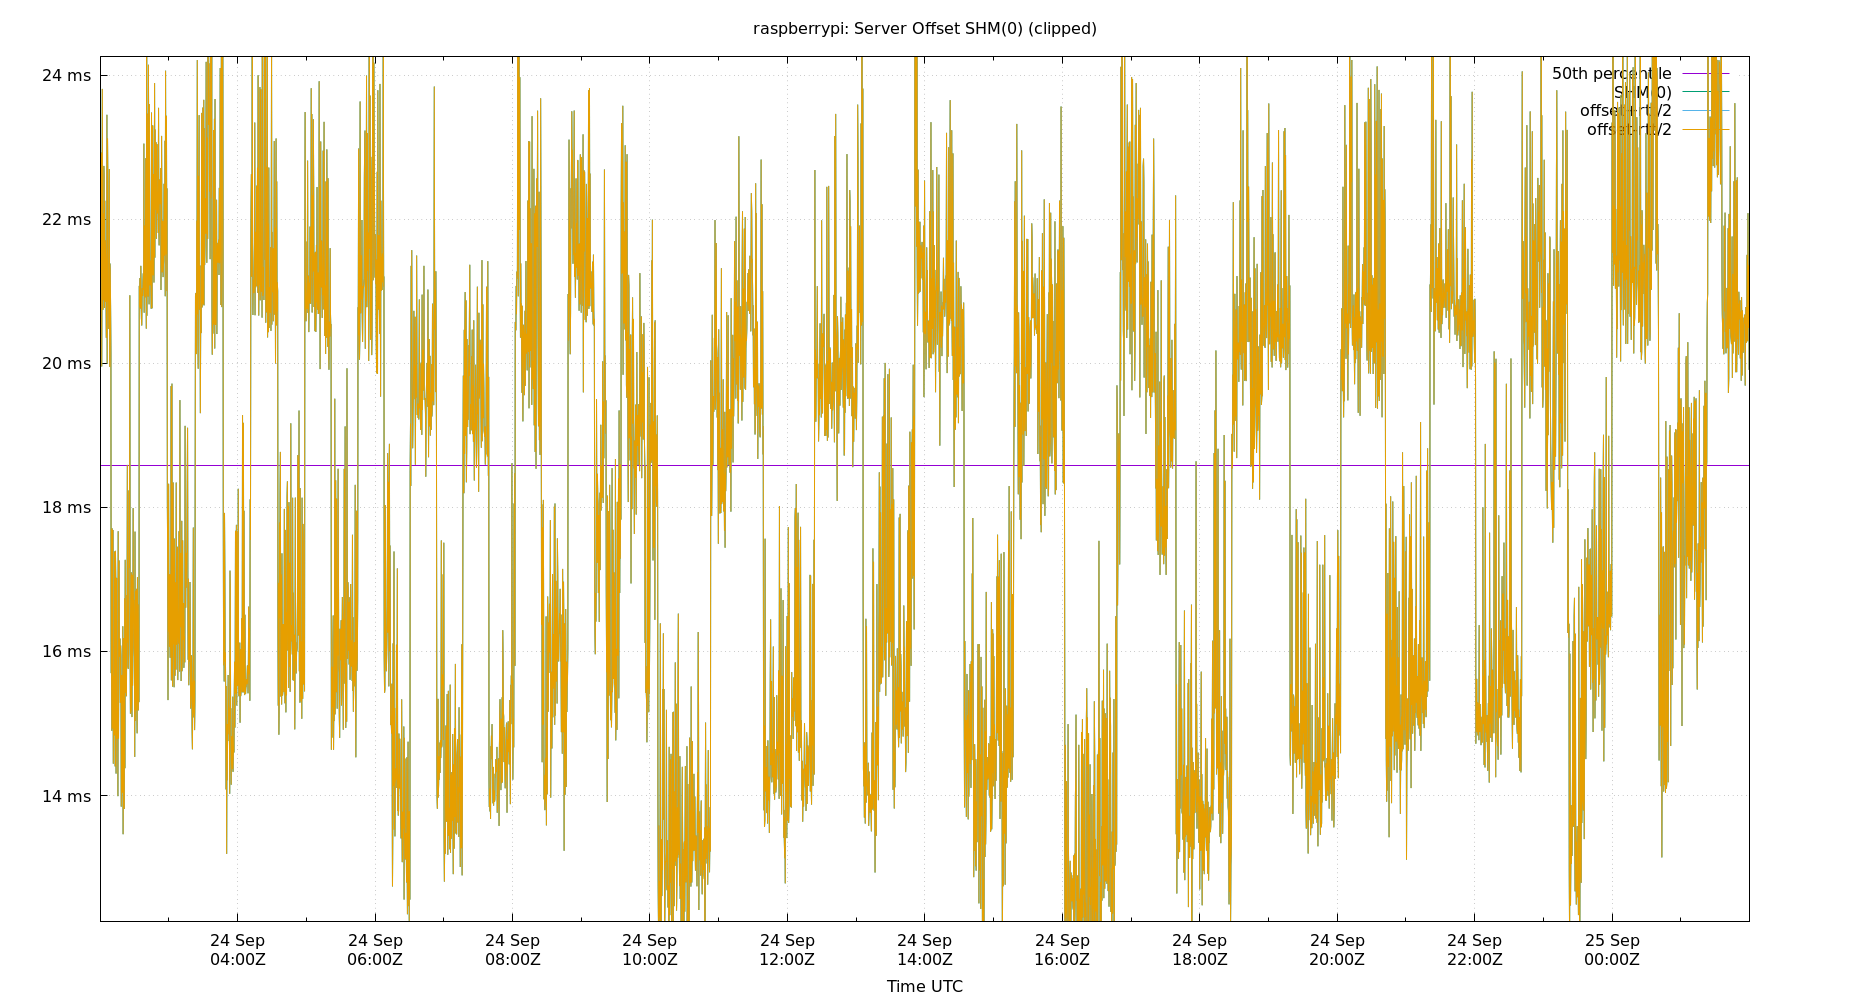 raspberrypi: Server Offset SHM(0) (clipped)
24 ms
22 ms
20 ms
18 ms
16 ms
14 ms
50th percentile
SHM(0)
offset-rtt/2
24 Sep
04:00Z
24 Sep
06:00Z
24 Sep
08:00Z
24 Sep
10:00Z
24 Sep
12:00Z
24 Sep
14:00Z
24 Sep
16:00Z
24 Sep
18:00Z
24 Sep
20:00Z
24 Sep
22:00Z
25 Sep
00:00Z
Time UTC